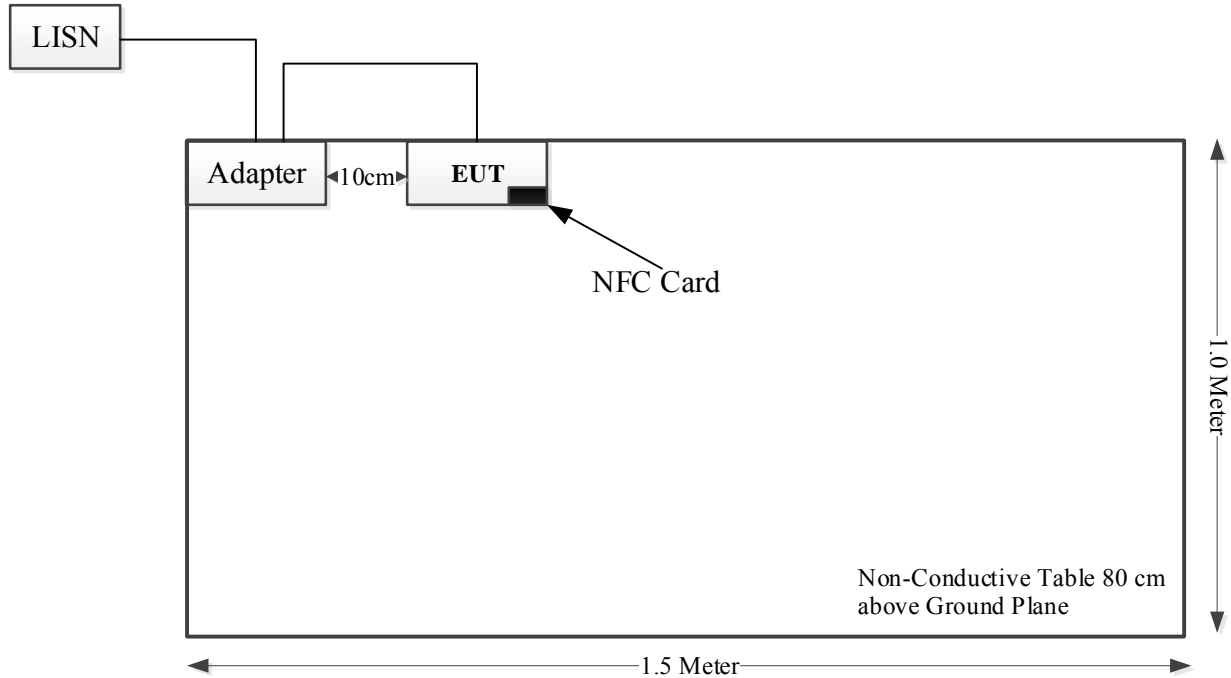 LISN
Adapter
10cm
EUT
NFC Card
1.0 Meter
Non-Conductive Table 80 cm
above Ground Plane
1.5 Meter